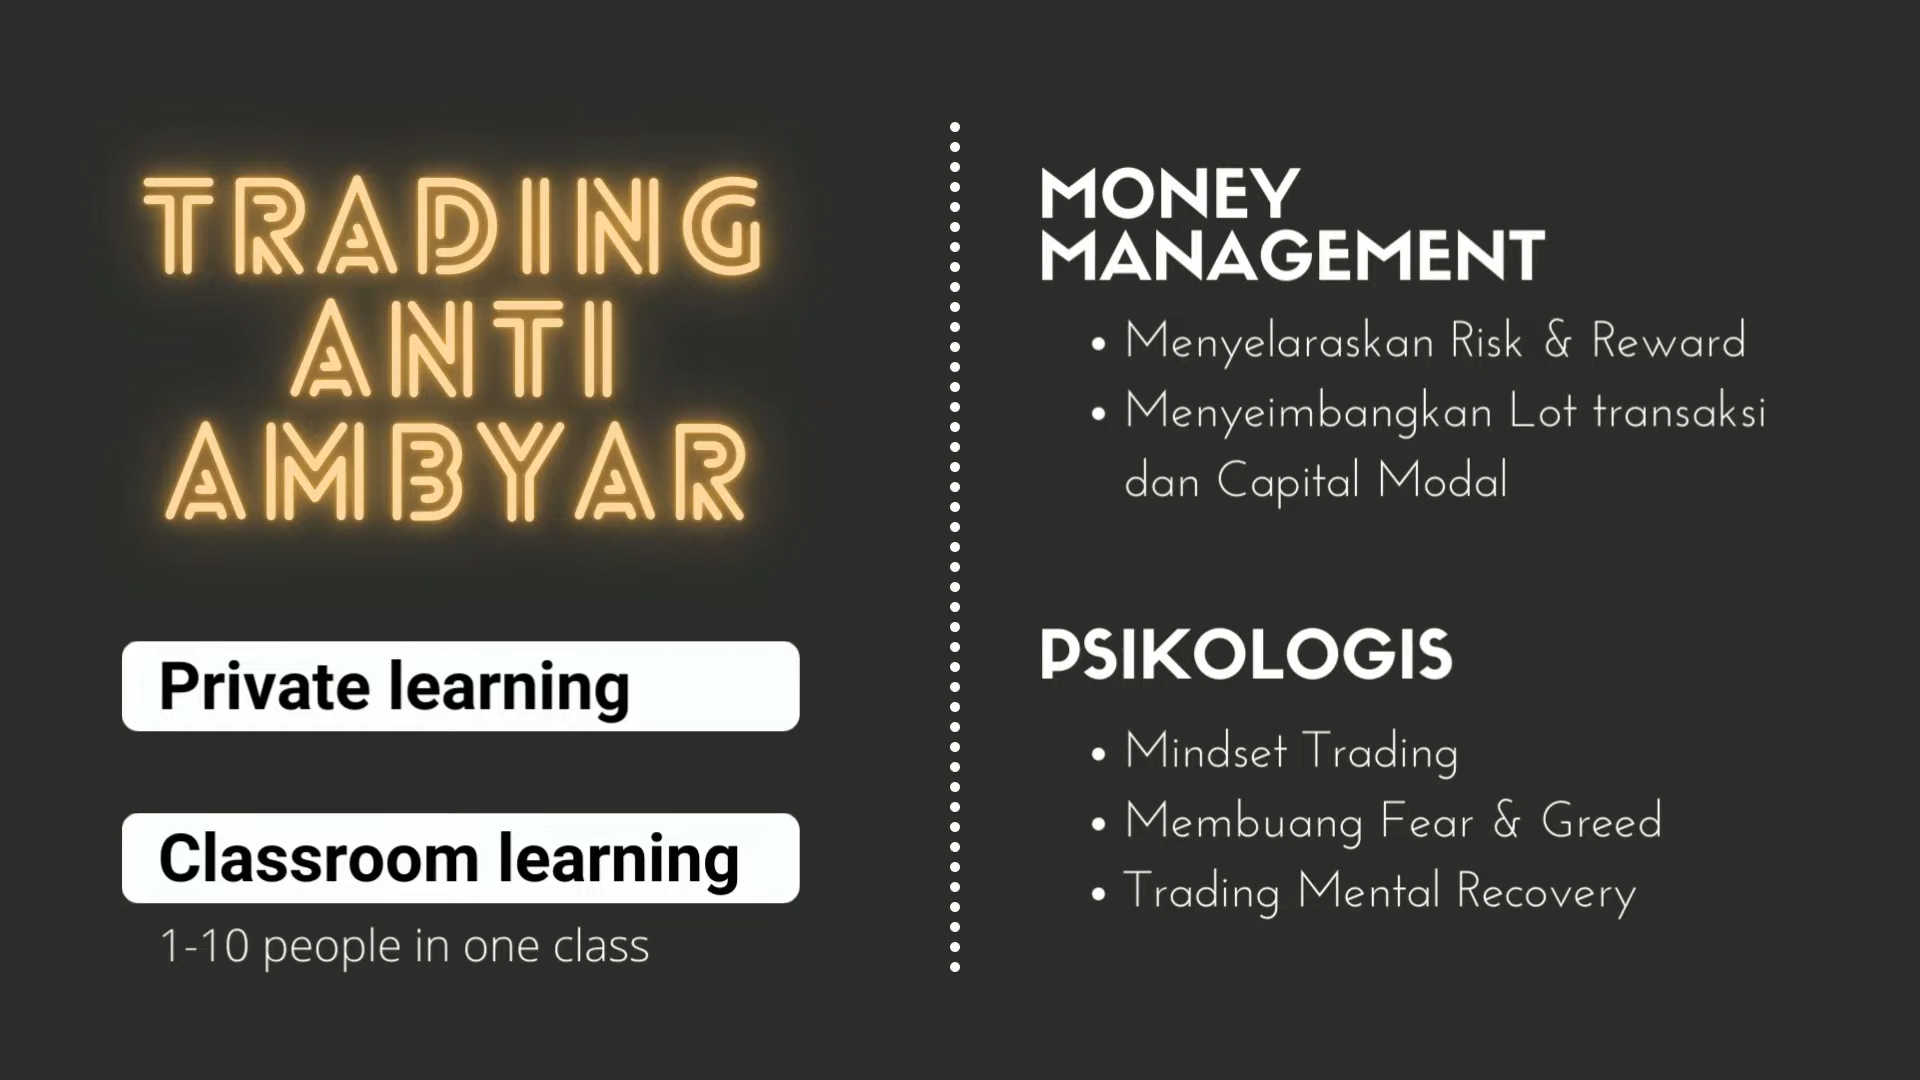 TRADING
ANTI
AMBYAR
Private learning
Classroom learning
1-10 people in one class
MONEY
MANAGEMENT
• Menyelaraskan Risk & Reward
• Menyeimbangkan Lot transaksi
dan Capital Modal
PSIKOLOGIS
• Mindset Trading
• Membuang Fear & Greed
• Trading Mental Recovery